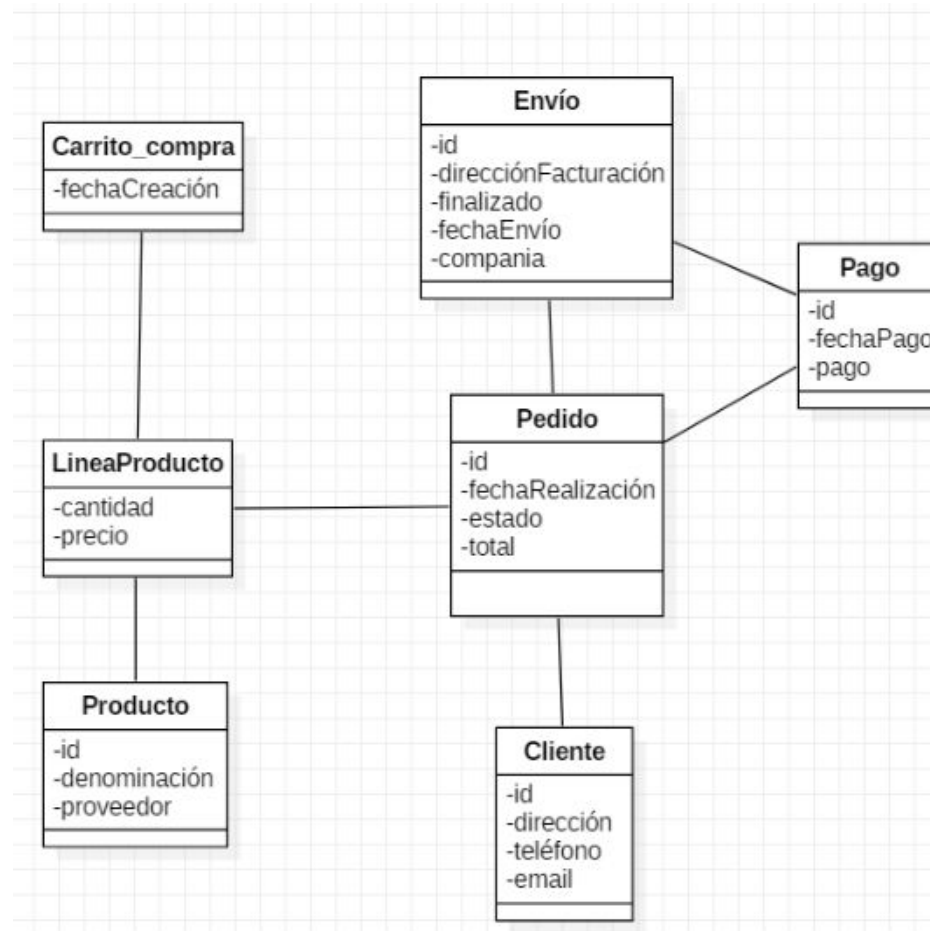 Carrito_compra
-fechaCreación
Envío
-id
-direcciónFacturación
-finalizado
-fechaEnvío
-compania
Pago
-id
-fechaPago
-pago
LineaProducto
-cantidad
-precio
Pedido
-id
-fechaRealización
-estado
-total
Producto
-id
-denominación
-proveedor
Cliente
-id
-dirección
-teléfono
-email